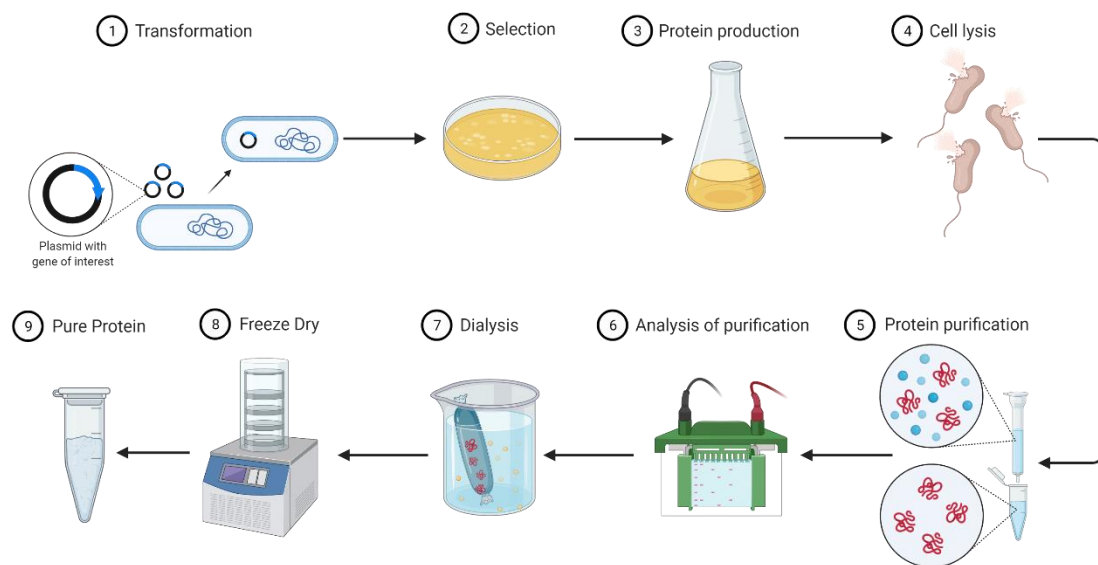 1 Transformation
2 Selection
3 Protein production
4 Cell lysis
Plasmid with
gene of interest
9 Pure Protein
8 Freeze Dry
7 Dialysis
6 Analysis of purification
5 Protein purification